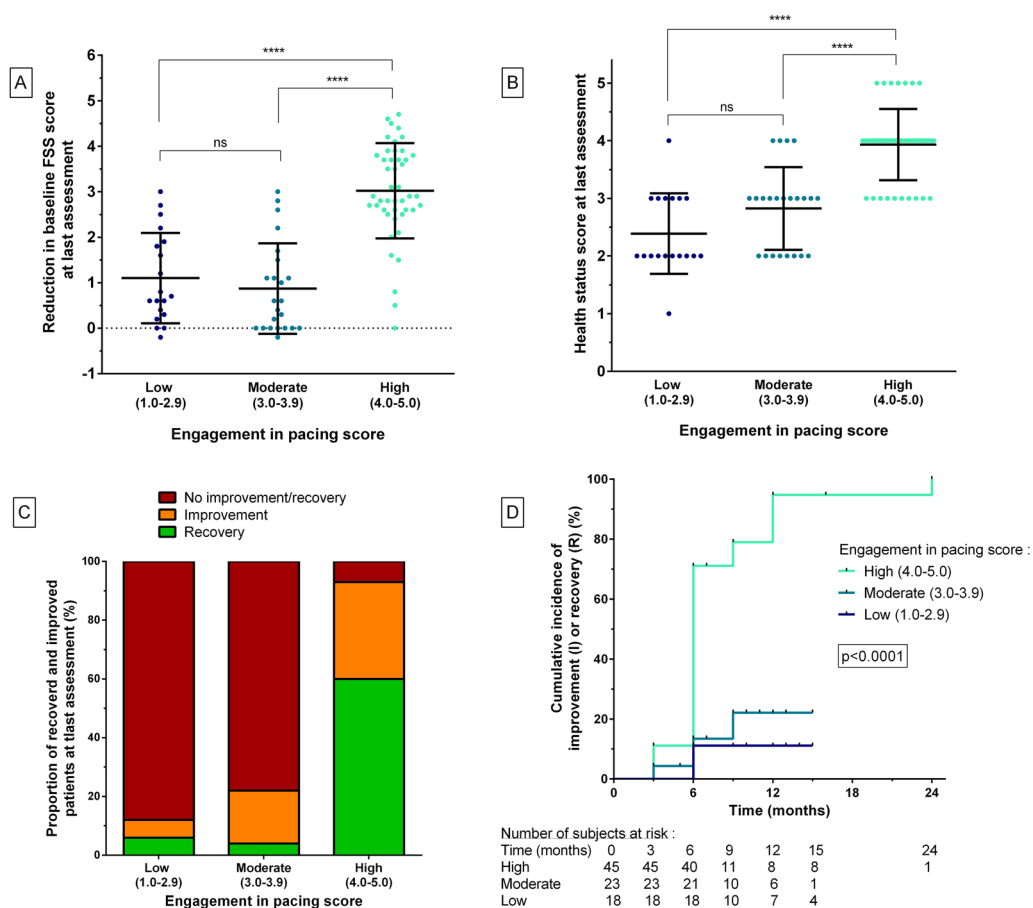 A
Reduction in baseline FSS score
at last assessment
6
5
4
3
2
1
0
-1
****
****
ns
Low
(1.0-2.9)
Moderate
(3.0-3.9)
High
(4.0-5.0)
Engagement in pacing score
B
Health status score at last assessment
5
4
3
2
1
0
****
****
ns
Low
(1.0-2.9)
Moderate
(3.0-3.9)
High
(4.0-5.0)
Engagement in pacing score
C
No improvement/recovery
Improvement
Recovery
Proportion of recoverd and improved
patients at tlast assessment (%)
100
80
60
40
20
0
Low
(1.0-2.9)
Moderate
(3.0-3.9)
High
(4.0-5.0)
Engagement in pacing score
D
Cumulative incidence of
improvement (I) or recovery (R) (%)
100
80
60
40
20
0
0 6 12 18 24
Time (months)
Engagement in pacing score :
High (4.0-5.0)
Moderate (3.0-3.9)
Low (1.0-2.9)
p<0.0001
Number of subjects at risk :
Time (months) 0 3 6 9 12 15 24
High 45 45 40 11 8 8 1
Moderate 23 23 21 10 6 1
Low 18 18 18 10 7 4